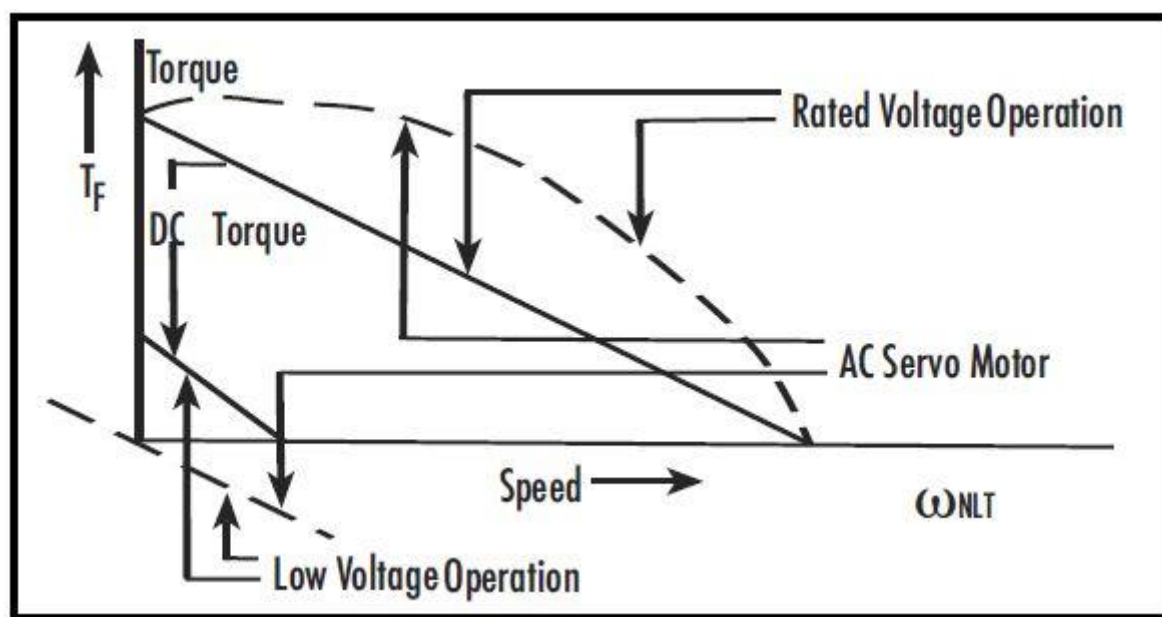 Torque
Rated Voltage Operation
T_F
DC Torque
AC Servo Motor
Speed
ωNLT
Low Voltage Operation